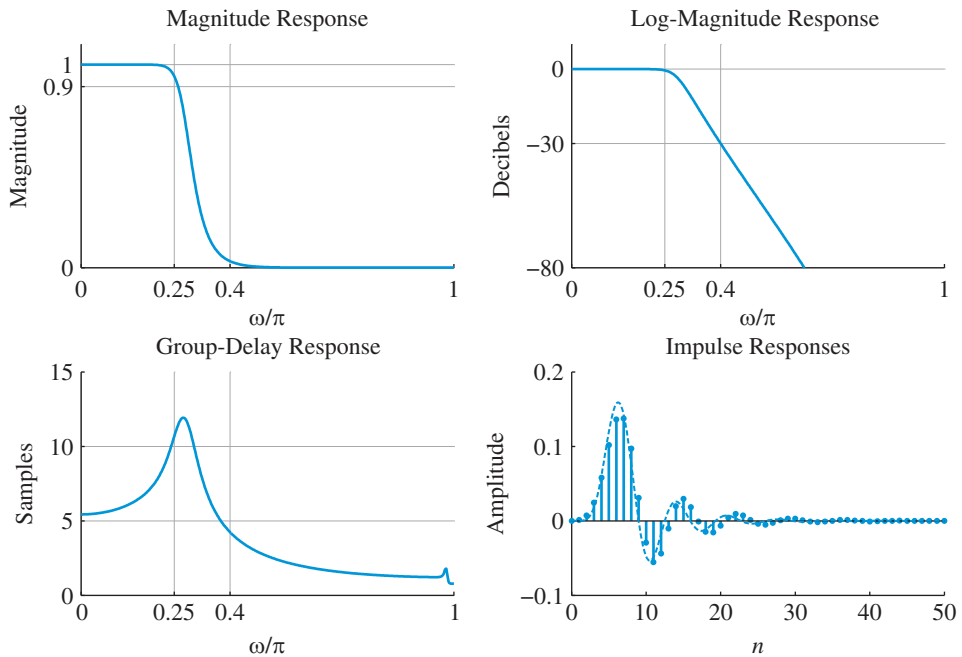 Magnitude Response
1
0.9
0
Magnitude
0
0.25
0.4
1
ω/π
Log-Magnitude Response
0
−30
−80
Decibels
0
0.25
0.4
1
ω/π
Group-Delay Response
15
10
5
0
Samples
0
0.25
0.4
1
ω/π
Impulse Responses
0.2
0.1
0
−0.1
Amplitude
0
10
20
30
40
50
n